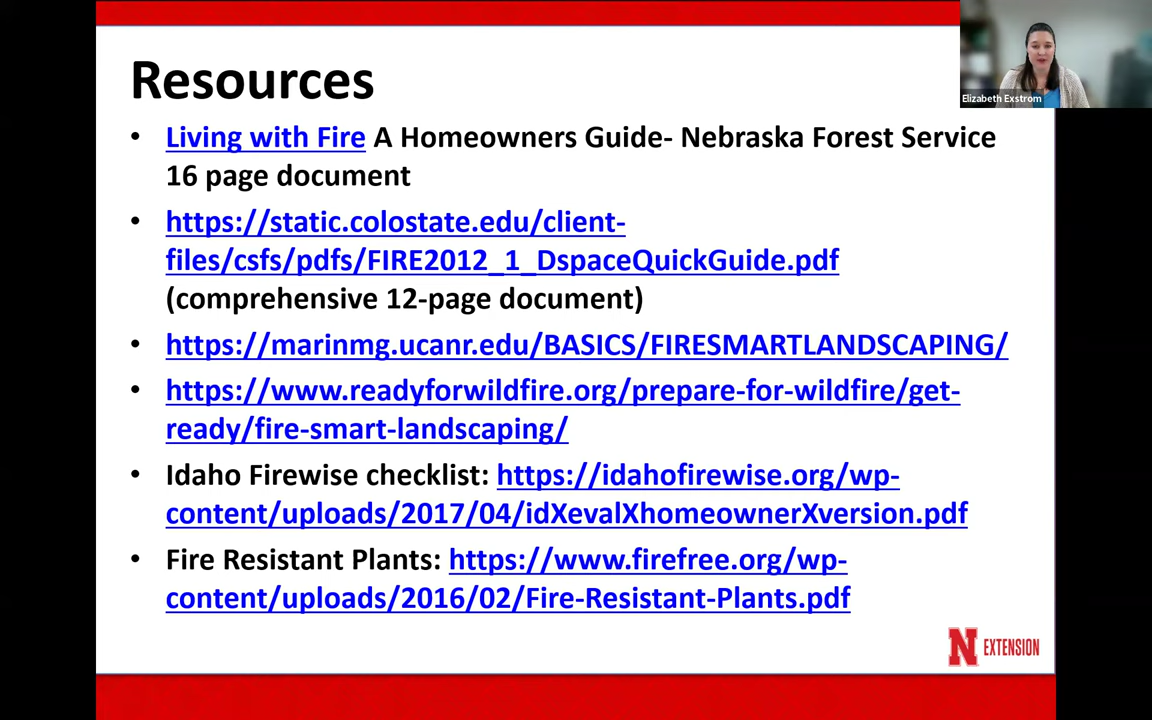 Resources
Elizabeth Exstrom
• Living with Fire A Homeowners Guide- Nebraska Forest Service
16 page document
• https://static.colostate.edu/client-
files/csfs/pdfs/FIRE2012_1_DspaceQuickGuide.pdf
(comprehensive 12-page document)
• https://marinmg.ucanr.edu/BASICS/FIRESMARTLANDSCAPING/
• https://www.readyforwildfire.org/prepare-for-wildfire/get-
ready/fire-smart-landscaping/
• Idaho Firewise checklist: https://idahofirewise.org/wp-
content/uploads/2017/04/idXevalXhomeownerXversion.pdf
• Fire Resistant Plants: https://www.firefree.org/wp-
content/uploads/2016/02/Fire-Resistant-Plants.pdf
N EXTENSION